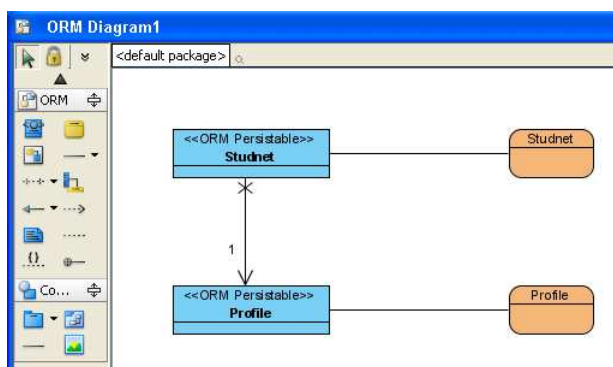 ORM Diagram1
<default package>
ORM
Co...
<<ORM Persistable>>
Studnet
Studnet
1
<<ORM Persistable>>
Profile
Profile